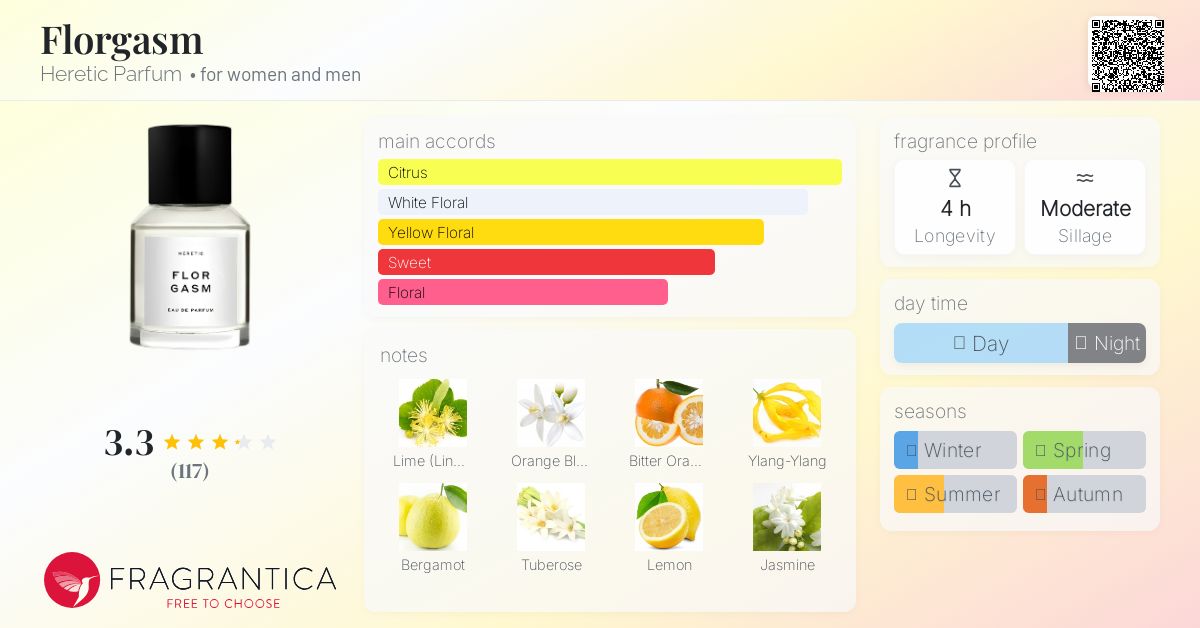 Florgasm
Heretic Parfum • for women and men
HERETIC
FLOR
GASM
EAU DE PARFUM
3.3
(117)
FRAGRANTICA
FREE TO CHOOSE
main accords
Citrus
White Floral
Yellow Floral
Sweet
Floral
notes
Lime (Lin...
Orange Bl...
Bitter Ora...
Ylang-Ylang
Bergamot
Tuberose
Lemon
Jasmine
fragrance profile
4 h
Longevity
Moderate
Sillage
day time
Day
Night
seasons
Winter
Spring
Summer
Autumn